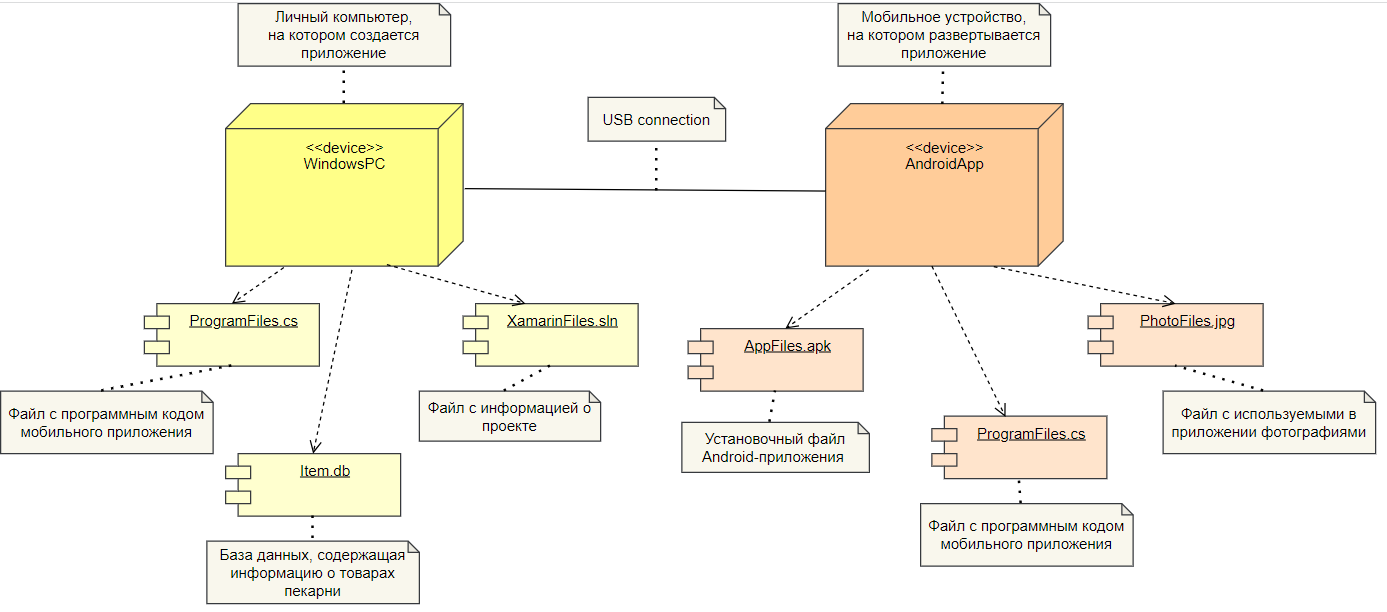 Личный компьютер,
на котором создается
приложение
Мобильное устройство,
на котором развертывается
приложение
USB connection
<<device>>
WindowsPC
<<device>>
AndroidApp
ProgramFiles.cs
XamarinFiles.sln
AppFiles.apk
PhotoFiles.jpg
Файл с программным кодом
мобильного приложения
Файл с информацией о
проекте
Установочный файл
Android-приложения
ProgramFiles.cs
Файл с используемыми в
приложении фотографиями
Item.db
Файл с программным кодом
мобильного приложения
База данных, содержащая
информацию о товарах
пекарни